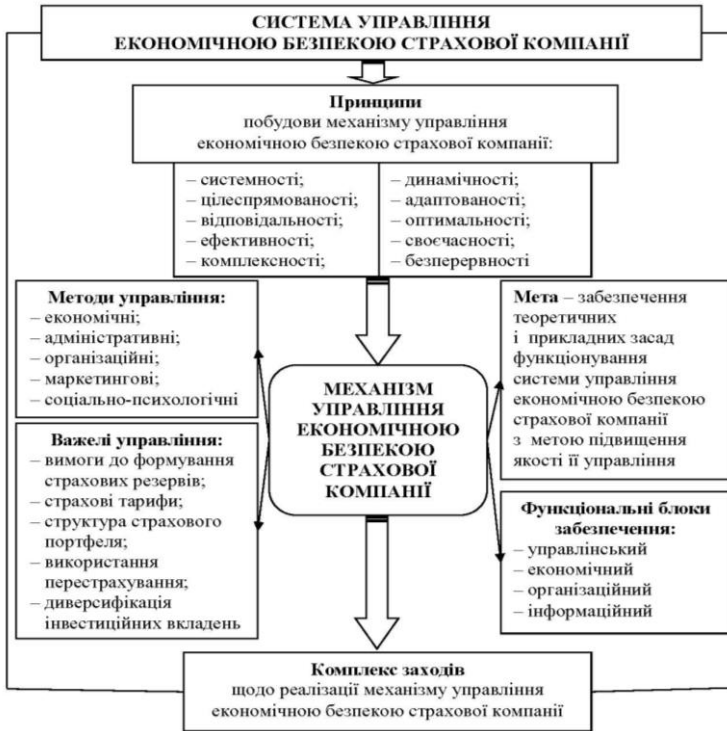 СИСТЕМА УПРАВЛІННЯ
ЕКОНОМІЧНОЮ БЕЗПЕКОЮ СТРАХОВОЇ КОМПАНІЇ
Принципи
побудови механізму управління
економічною безпекою страхової компанії:
– системності;
– цілеспрямованості;
– відповідальності;
– ефективності;
– комплексності;
– динамічності;
– адаптованості;
– оптимальності;
– своєчасності;
– безперервності
Методи управління:
– економічні;
– адміністративні;
– організаційні;
– маркетингові;
– соціально-психологічні
Важелі управління:
– вимоги до формування
страхових резервів;
– страхові тарифи;
– структура страхового
портфеля;
– використання
перестрахування;
– диверсифікація
інвестиційних вкладень
МЕХАНІЗМ
УПРАВЛІННЯ
ЕКОНОМІЧНОЮ
БЕЗПЕКОЮ
СТРАХОВОЇ
КОМПАНІЇ
Мета – забезпечення
теоретичних
і прикладних засад
функціонування
системи управління
економічною безпекою
страхової компанії
з метою підвищення
якості її управління
Функціональні блоки
забезпечення:
– управлінський
– економічний
– організаційний
– інформаційний
Комплекс заходів
щодо реалізації механізму управління
економічною безпекою страхової компанії